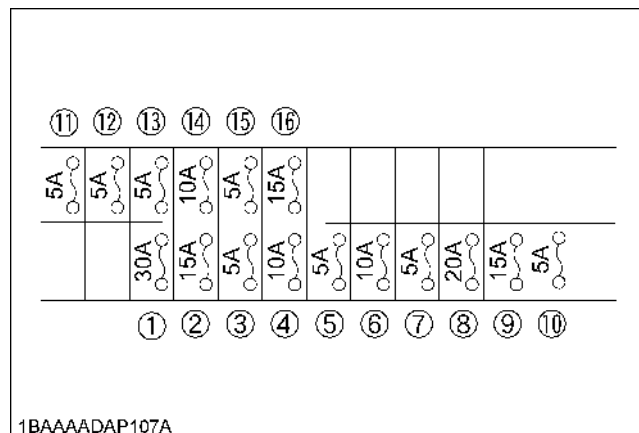 ⑪ ⑫ ⑬ ⑭ ⑮ ⑯
5A 5A 5A 10A 5A 15A
30A 15A 5A 10A 5A 10A 5A 20A 15A 5A
① ② ③ ④ ⑤ ⑥ ⑦ ⑧ ⑨ ⑩
1BAAAADAP107A